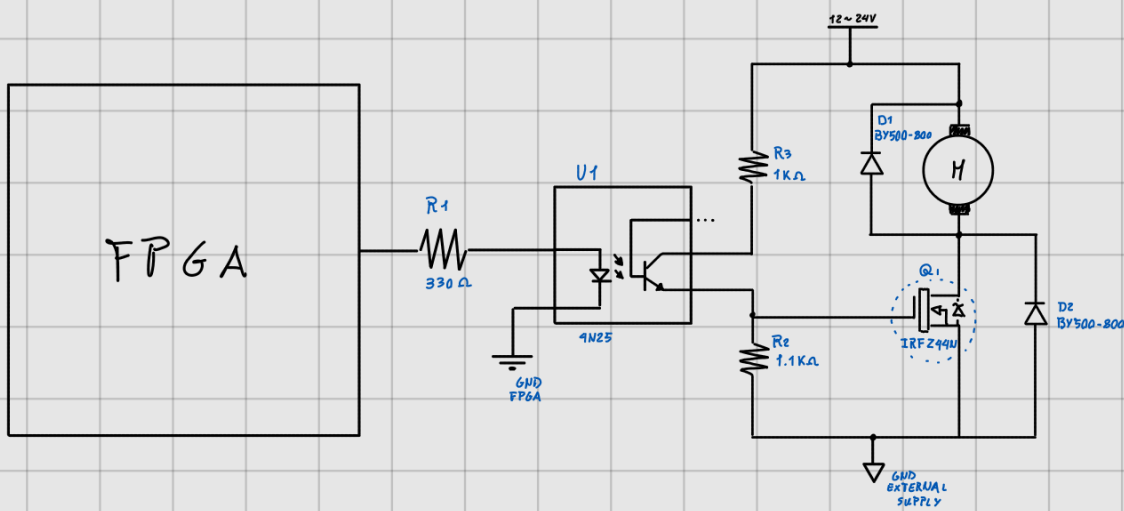 12~24V
D1
BY500-800
R3
1KΩ
M
U1
R1
FPGA
330Ω
...
Q1
D2
BY500-800
IRFZ44N
4N25
R2
1.1KΩ
GND
FPGA
GND
EXTERNAL
SUPPLY